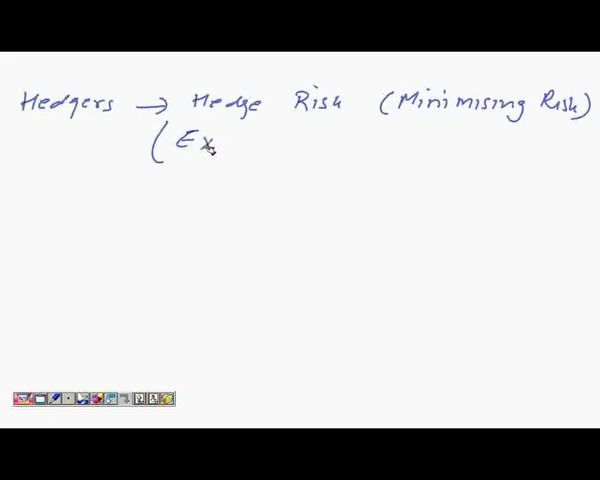 Hedgers → Hedge Risk (Minimising Risk)
(Ex